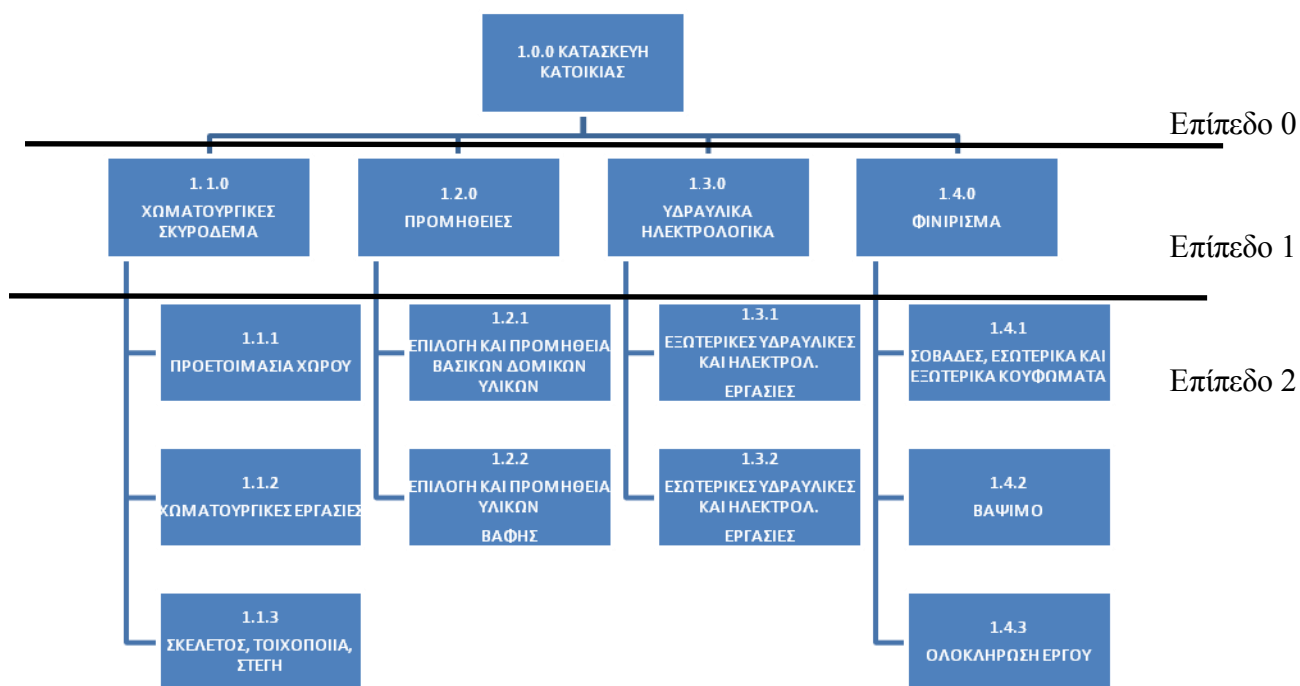 1.0.0 ΚΑΤΑΣΚΕΥΗ
ΚΑΤΟΙΚΙΑΣ
Επίπεδο 0
1. 1.0
ΧΩΜΑΤΟΥΡΓΙΚΕΣ
ΣΚΥΡΟΔΕΜΑ
1.2.0
ΠΡΟΜΗΘΕΙΕΣ
1.3.0
ΥΔΡΑΥΛΙΚΑ
ΗΛΕΚΤΡΟΛΟΓΙΚΑ
1.4.0
ΦΙΝΙΡΙΣΜΑ
Επίπεδο 1
1.1.1
ΠΡΟΕΤΟΙΜΑΣΙΑ ΧΩΡΟΥ
1.2.1
ΕΠΙΛΟΓΗ ΚΑΙ ΠΡΟΜΗΘΕΙΑ
ΒΑΣΙΚΩΝ ΔΟΜΙΚΩΝ
ΥΛΙΚΩΝ
1.3.1
ΕΞΩΤΕΡΙΚΕΣ ΥΔΡΑΥΛΙΚΕΣ
ΚΑΙ ΗΛΕΚΤΡΟΛ.
ΕΡΓΑΣΙΕΣ
1.4.1
ΣΟΒΑΔΕΣ, ΕΣΩΤΕΡΙΚΑ ΚΑΙ
ΕΞΩΤΕΡΙΚΑ ΚΟΥΦΩΜΑΤΑ
Επίπεδο 2
1.1.2
ΧΩΜΑΤΟΥΡΓΙΚΕΣ ΕΡΓΑΣΙΕΣ
1.2.2
ΕΠΙΛΟΓΗ ΚΑΙ ΠΡΟΜΗΘΕΙΑ
ΥΛΙΚΩΝ
ΒΑΦΗΣ
1.3.2
ΕΣΩΤΕΡΙΚΕΣ ΥΔΡΑΥΛΙΚΕΣ
ΚΑΙ ΗΛΕΚΤΡΟΛ.
ΕΡΓΑΣΙΕΣ
1.4.2
ΒΑΨΙΜΟ
1.1.3
ΣΚΕΛΕΤΟΣ, ΤΟΙΧΟΠΟΙΙΑ,
ΣΤΕΓΗ
1.4.3
ΟΛΟΚΛΗΡΩΣΗ ΕΡΓΟΥ